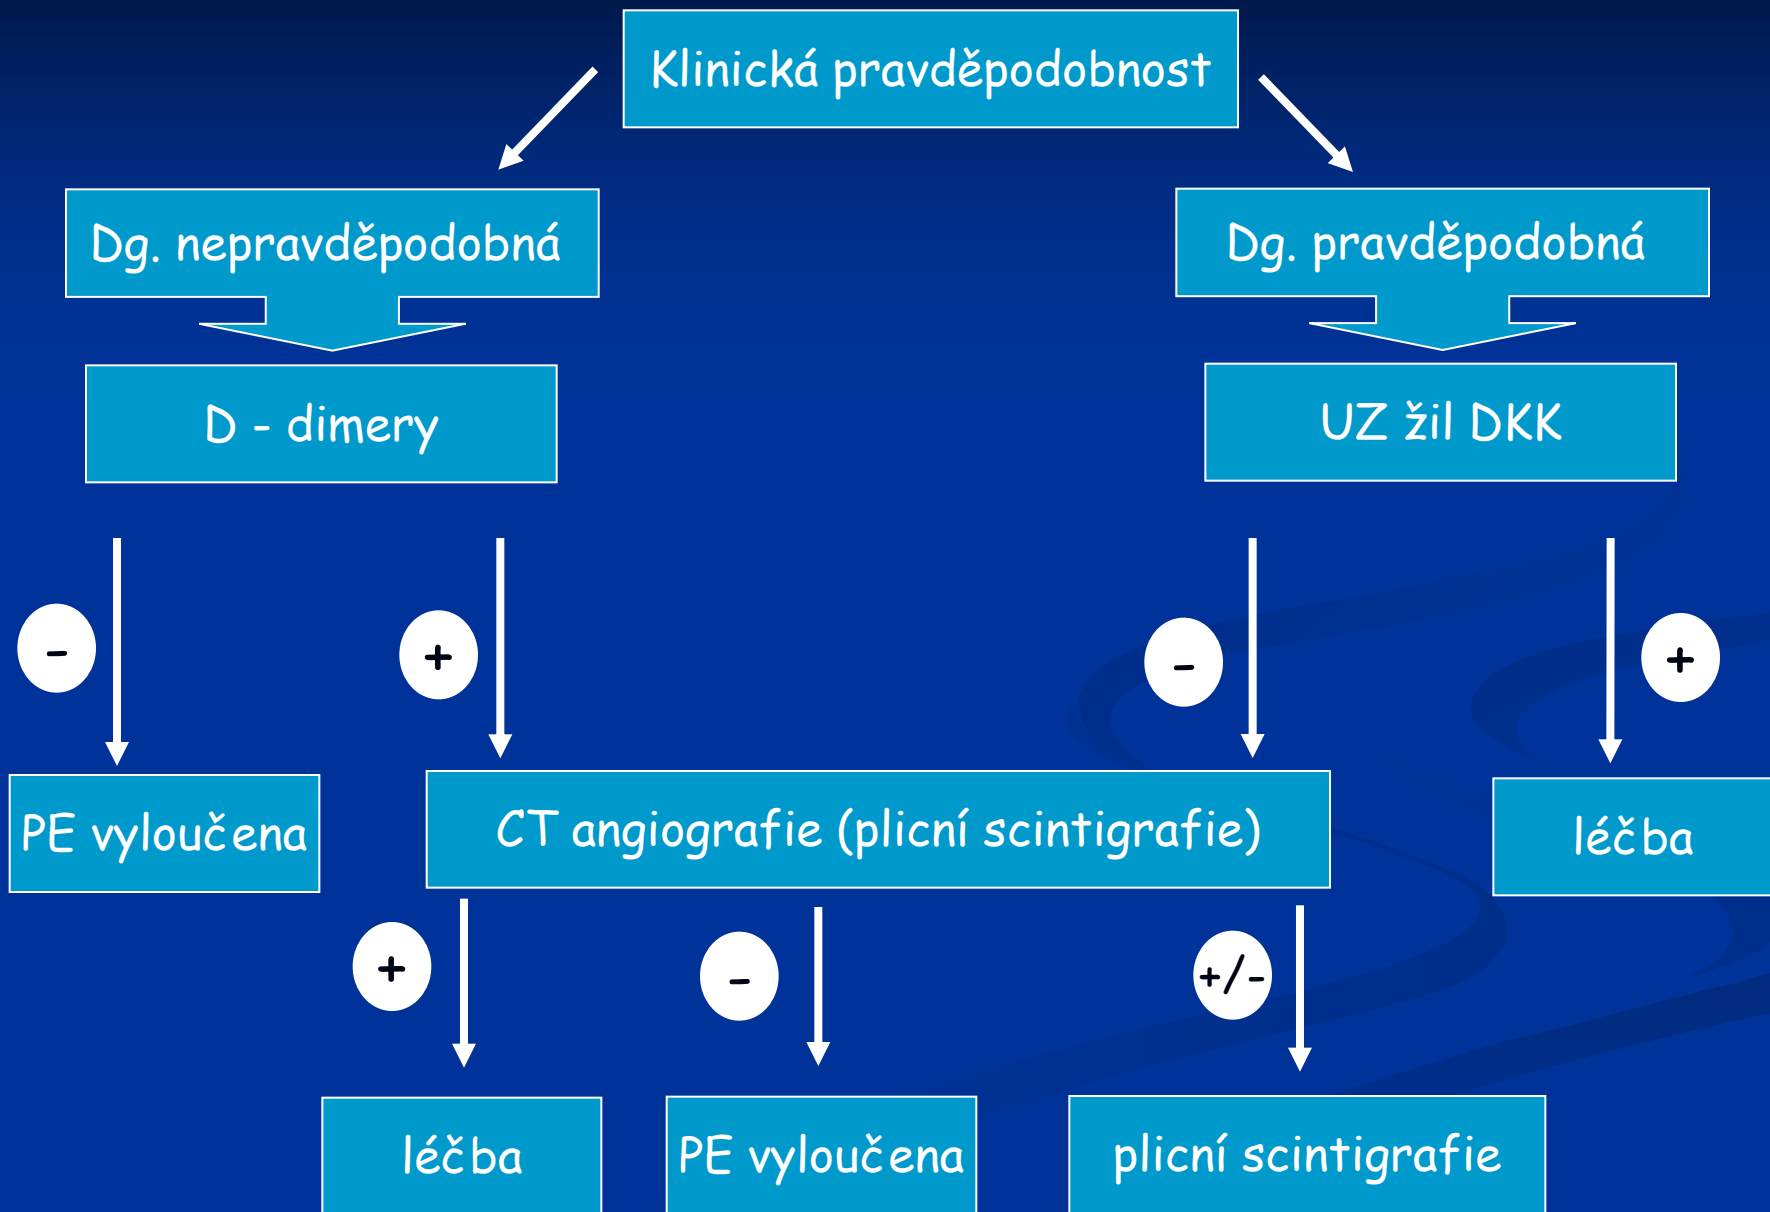 Klinická pravděpodobnost
Dg. nepravděpodobná
Dg. pravděpodobná
D - dimery
UZ žil DKK
-
+
-
+
PE vyloučena
CT angiografie (plicní scintigrafie)
léčba
+
-
+/-
léčba
PE vyloučena
plicní scintigrafie